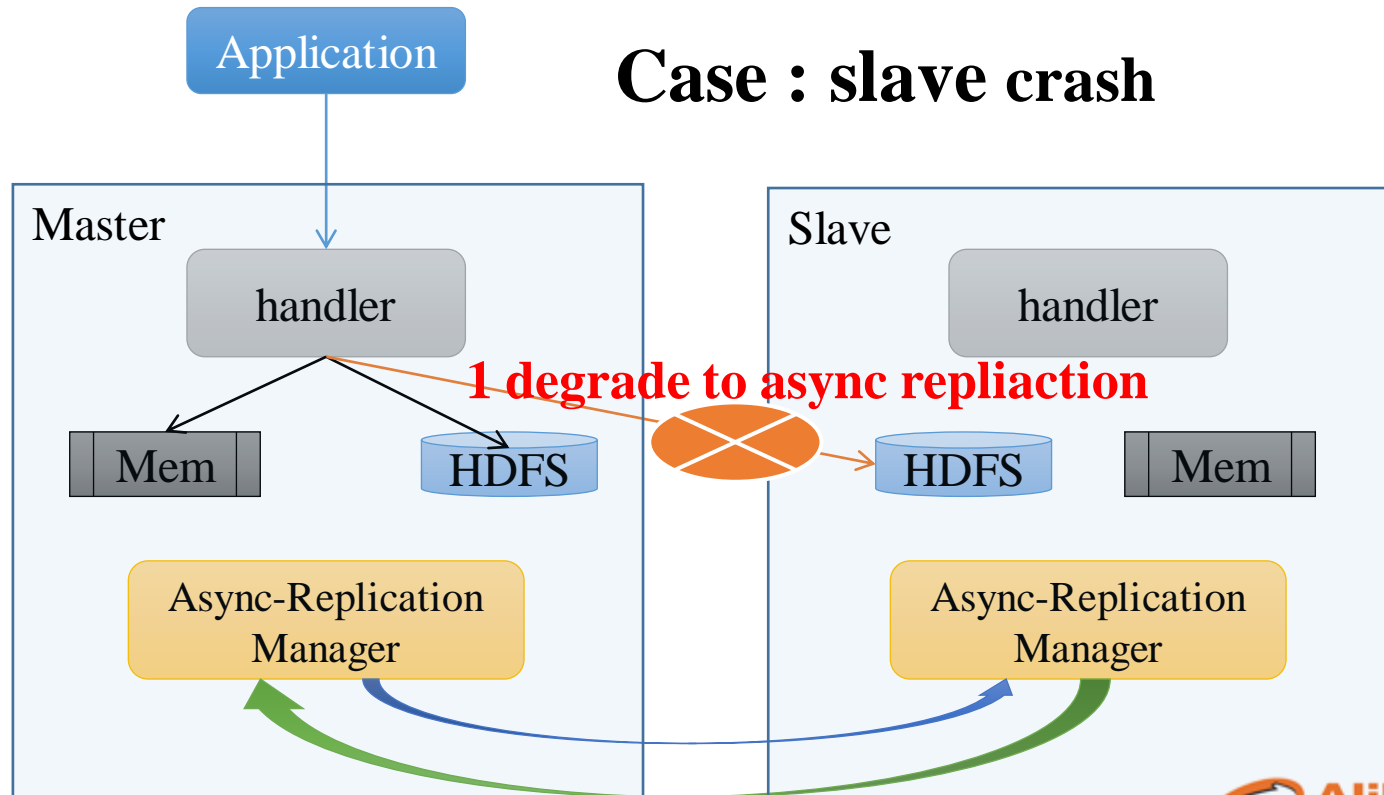 Application
Case : slave crash
Master
Slave
handler
handler
1 degrade to async repliaction
Mem
HDFS
HDFS
Mem
Async-Replication
Manager
Async-Replication
Manager